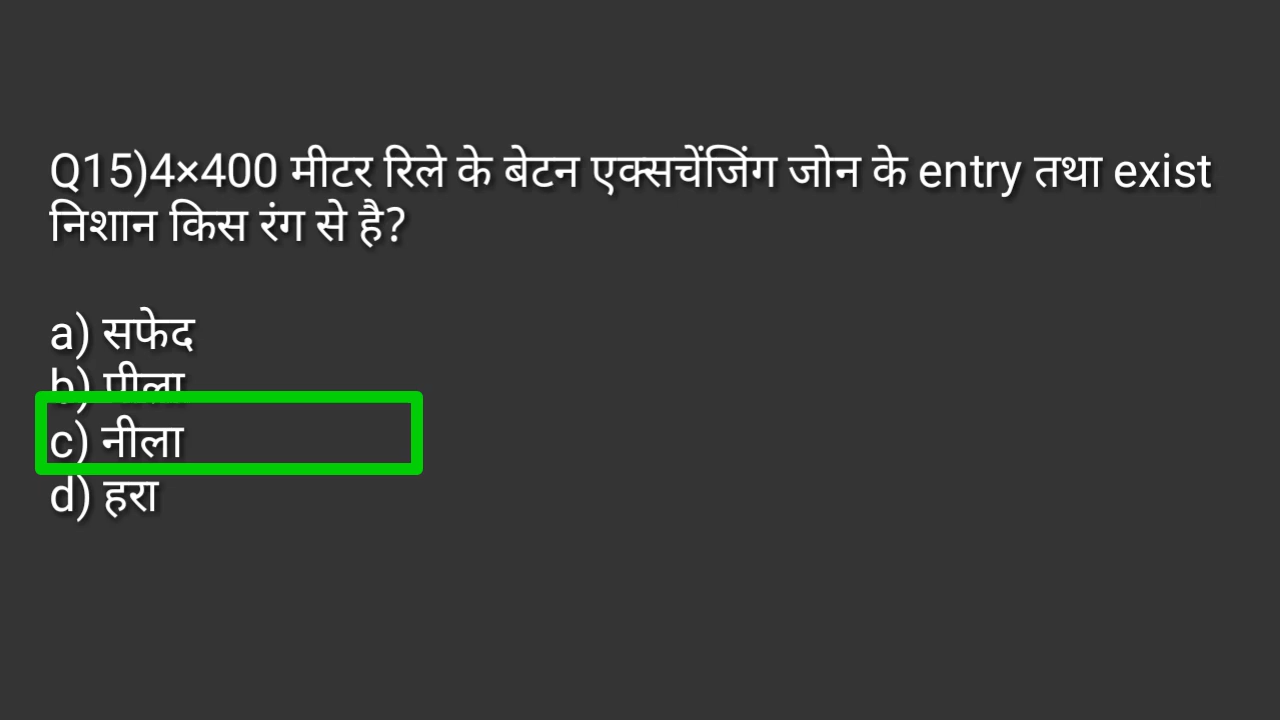 Q15)4×400 मीटर रिले के बेटन एक्सचेंजिंग जोन के entry तथा exist
निशान किस रंग से है?
a) सफेद
b) पीला
c) नीला
d) हरा